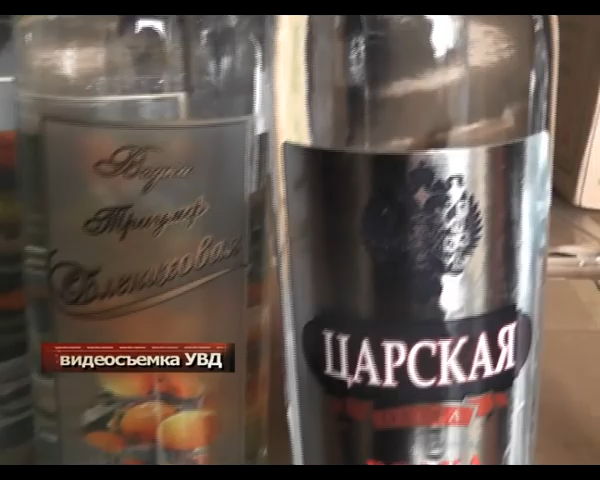 Водка
Триумф
Облепиховая
видеосъемка УВД
ЦАРСКАЯ